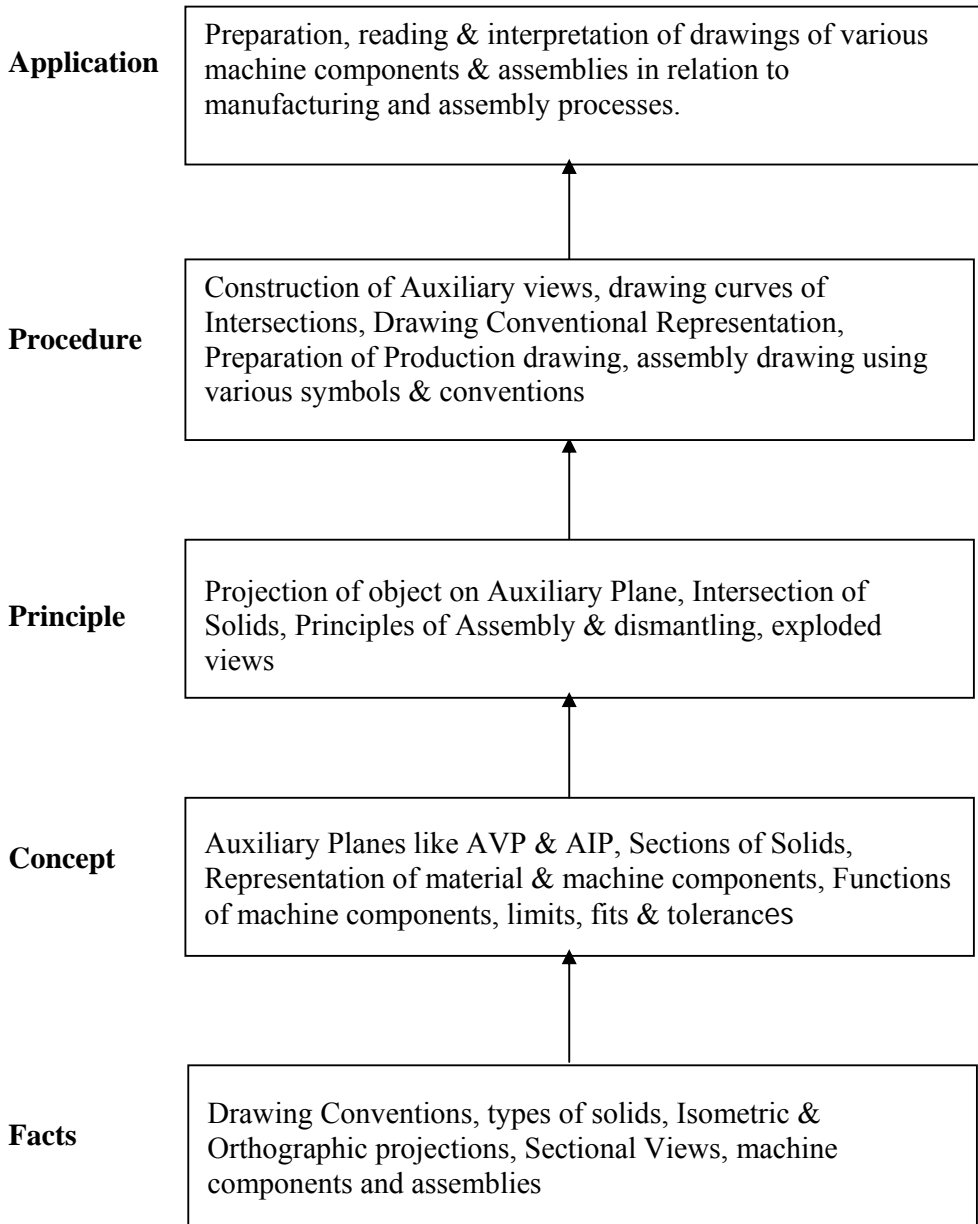 Application
Preparation, reading & interpretation of drawings of various
machine components & assemblies in relation to
manufacturing and assembly processes.
Procedure
Construction of Auxiliary views, drawing curves of
Intersections, Drawing Conventional Representation,
Preparation of Production drawing, assembly drawing using
various symbols & conventions
Principle
Projection of object on Auxiliary Plane, Intersection of
Solids, Principles of Assembly & dismantling, exploded
views
Concept
Auxiliary Planes like AVP & AIP, Sections of Solids,
Representation of material & machine components, Functions
of machine components, limits, fits & tolerances
Facts
Drawing Conventions, types of solids, Isometric &
Orthographic projections, Sectional Views, machine
components and assemblies